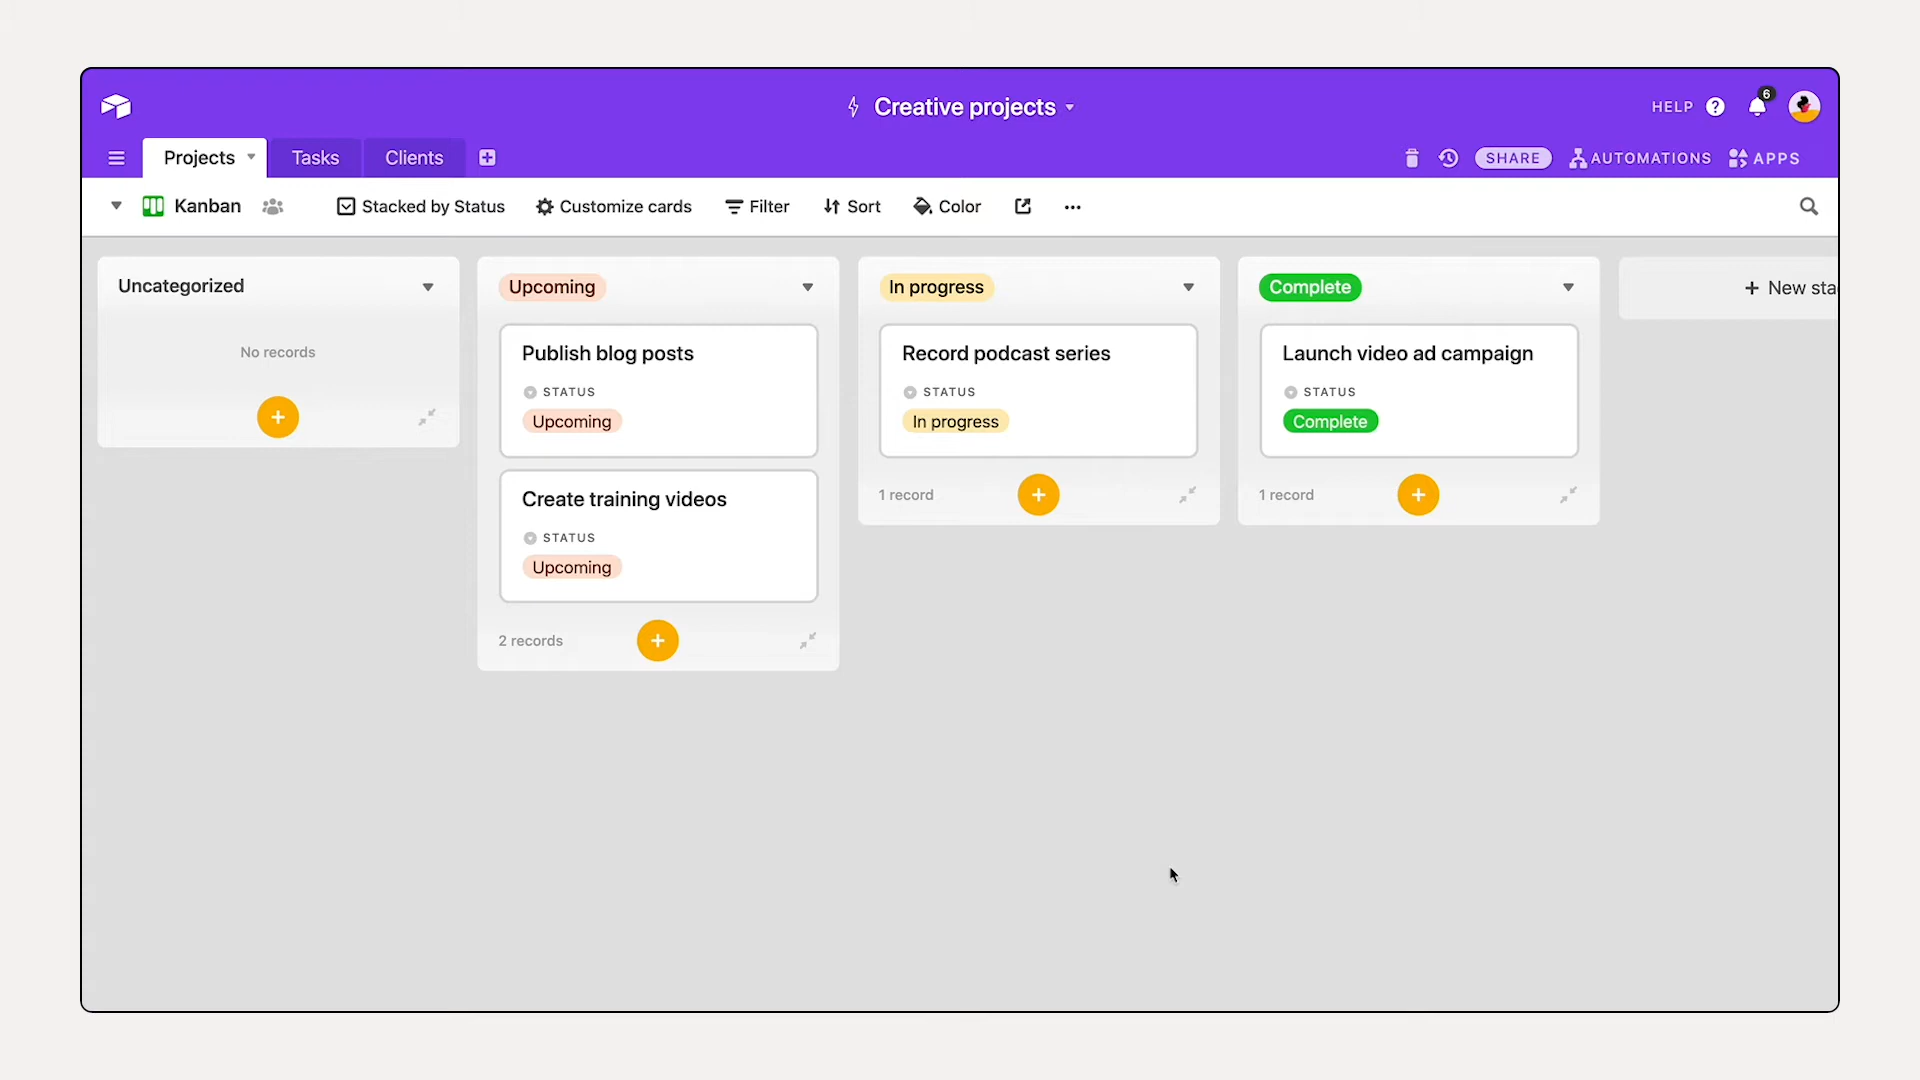 Creative projects
HELP ? 6
Projects Tasks Clients
SHARE AUTOMATIONS APPS
Kanban Stacked by Status Customize cards Filter Sort Color
Uncategorized
No records
Upcoming
Publish blog posts
STATUS
Upcoming
Create training videos
STATUS
Upcoming
2 records
In progress
Record podcast series
STATUS
In progress
1 record
Complete
Launch video ad campaign
STATUS
Complete
1 record
+ New sta